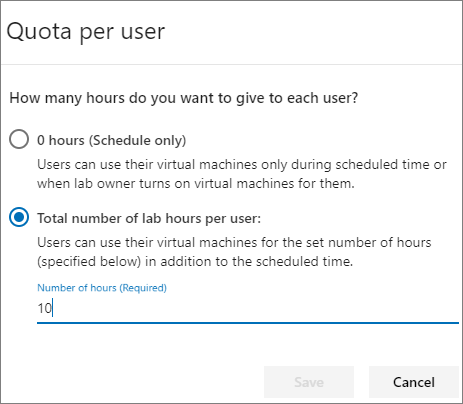 Quota per user
How many hours do you want to give to each user?
0 hours (Schedule only)
Users can use their virtual machines only during scheduled time or
when lab owner turns on virtual machines for them.
Total number of lab hours per user:
Users can use their virtual machines for the set number of hours
(specified below) in addition to the scheduled time.
Number of hours (Required)
10
Save
Cancel